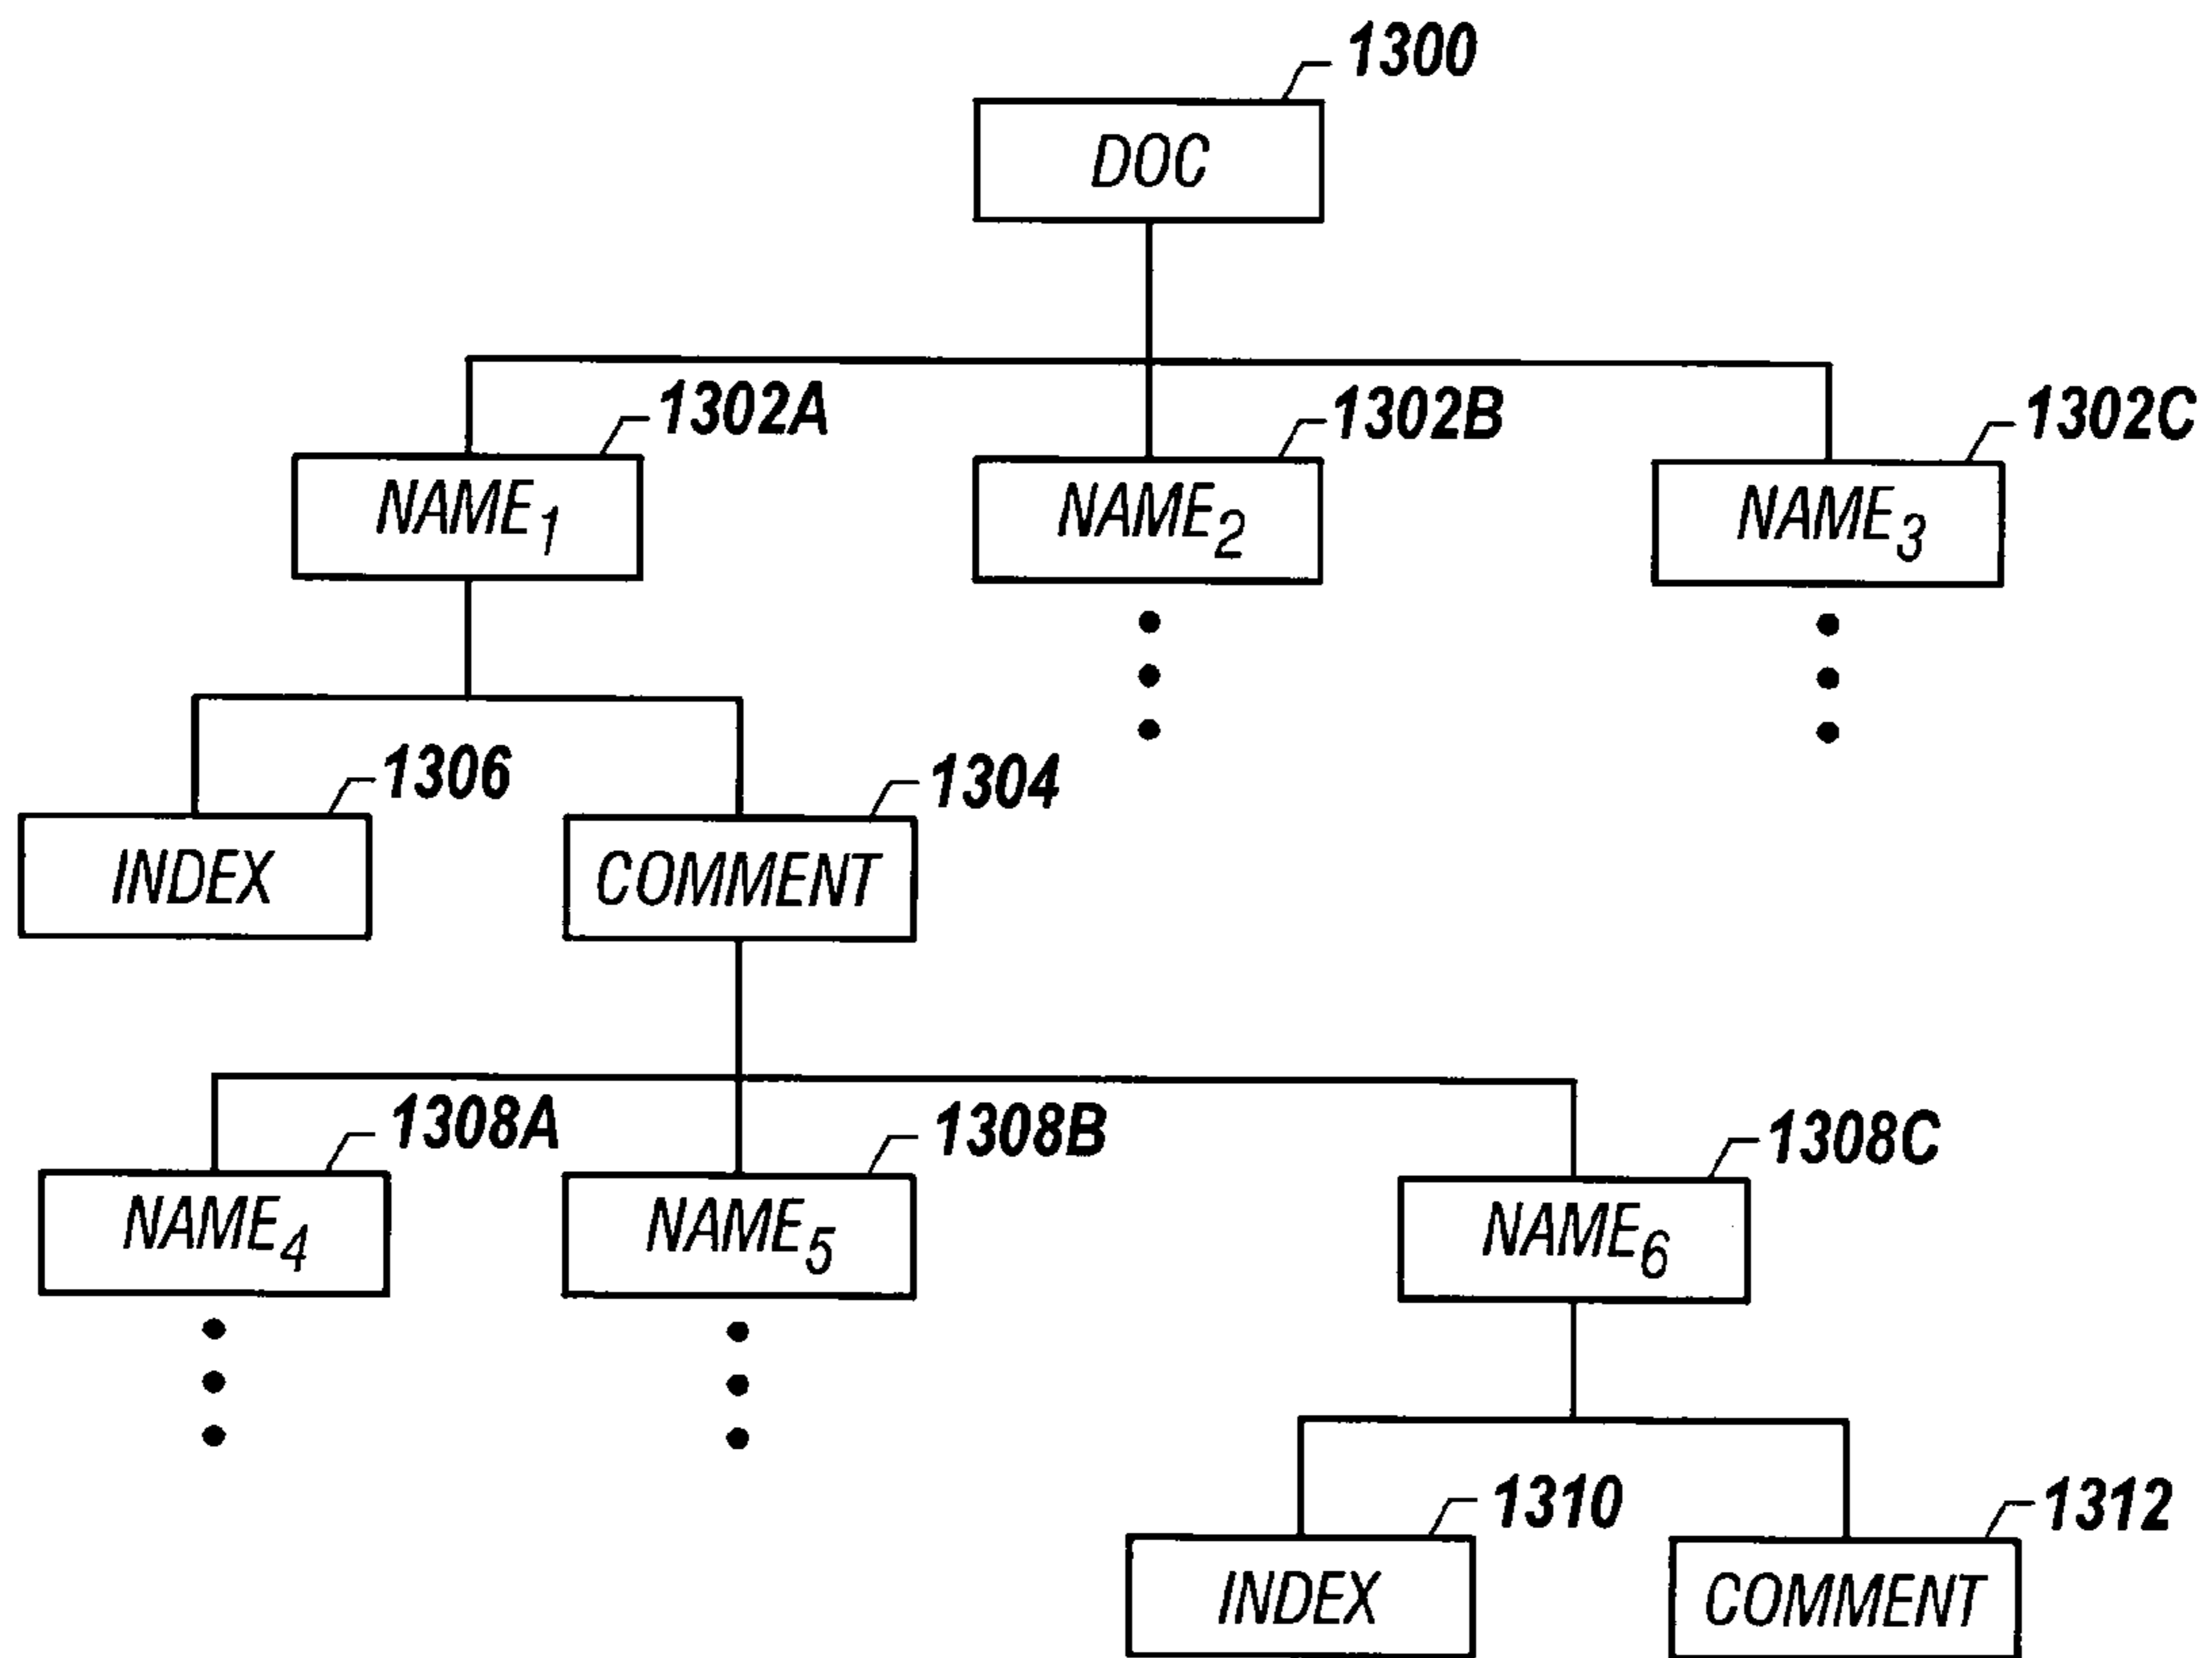 1300
DOC
1302A
1302B
1302C
NAME1
NAME2
NAME3
1306
1304
INDEX
COMMENT
1308A
1308B
1308C
NAME4
NAME5
NAME6
1310
1312
INDEX
COMMENT